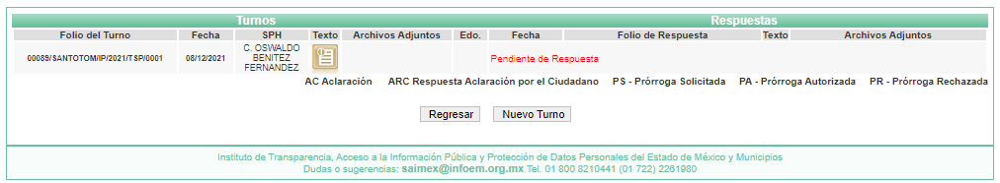 Turnos Respuestas
Folio del Turno Fecha SPH Texto Archivos Adjuntos Edo. Fecha Folio de Respuesta Texto Archivos Adjuntos
00089/SANTOTOM/IP/2021/TSP/0001 08/12/2021 C. OSWALDO BENITEZ FERNANDEZ Pendiente de Respuesta
AC Aclaración ARC Respuesta Aclaración por el Ciudadano PS - Prórroga Solicitada PA - Prórroga Autorizada PR - Prórroga Rechazada
Regresar Nuevo Turno
Instituto de Transparencia, Acceso a la Información Pública y Protección de Datos Personales del Estado de México y Municipios
Dudas o sugerencias: saimex@infoem.org.mx Tel. 01 800 8210441 (01 722) 2261980